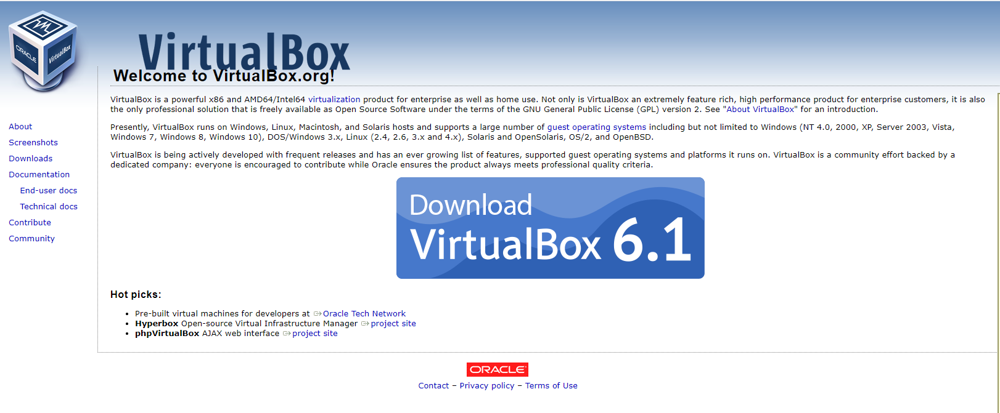 ORACLE
VirtualBox
VirtualBox
Welcome to VirtualBox.org!
VirtualBox is a powerful x86 and AMD64/Intel64 virtualization product for enterprise as well as home use. Not only is VirtualBox an extremely feature rich, high performance product for enterprise customers, it is also
the only professional solution that is freely available as Open Source Software under the terms of the GNU General Public License (GPL) version 2. See "About VirtualBox" for an introduction.
Presently, VirtualBox runs on Windows, Linux, Macintosh, and Solaris hosts and supports a large number of guest operating systems including but not limited to Windows (NT 4.0, 2000, XP, Server 2003, Vista,
Windows 7, Windows 8, Windows 10), DOS/Windows 3.x, Linux (2.4, 2.6, 3.x and 4.x), Solaris and OpenSolaris, OS/2, and OpenBSD.
VirtualBox is being actively developed with frequent releases and has an ever growing list of features, supported guest operating systems and platforms it runs on. VirtualBox is a community effort backed by a
dedicated company: everyone is encouraged to contribute while Oracle ensures the product always meets professional quality criteria.
About
Screenshots
Downloads
Documentation
End-user docs
Technical docs
Contribute
Community
Download
VirtualBox 6.1
Hot picks:
• Pre-built virtual machines for developers at Oracle Tech Network
• Hyperbox Open-source Virtual Infrastructure Manager project site
• phpVirtualBox AJAX web interface project site
ORACLE
Contact – Privacy policy – Terms of Use